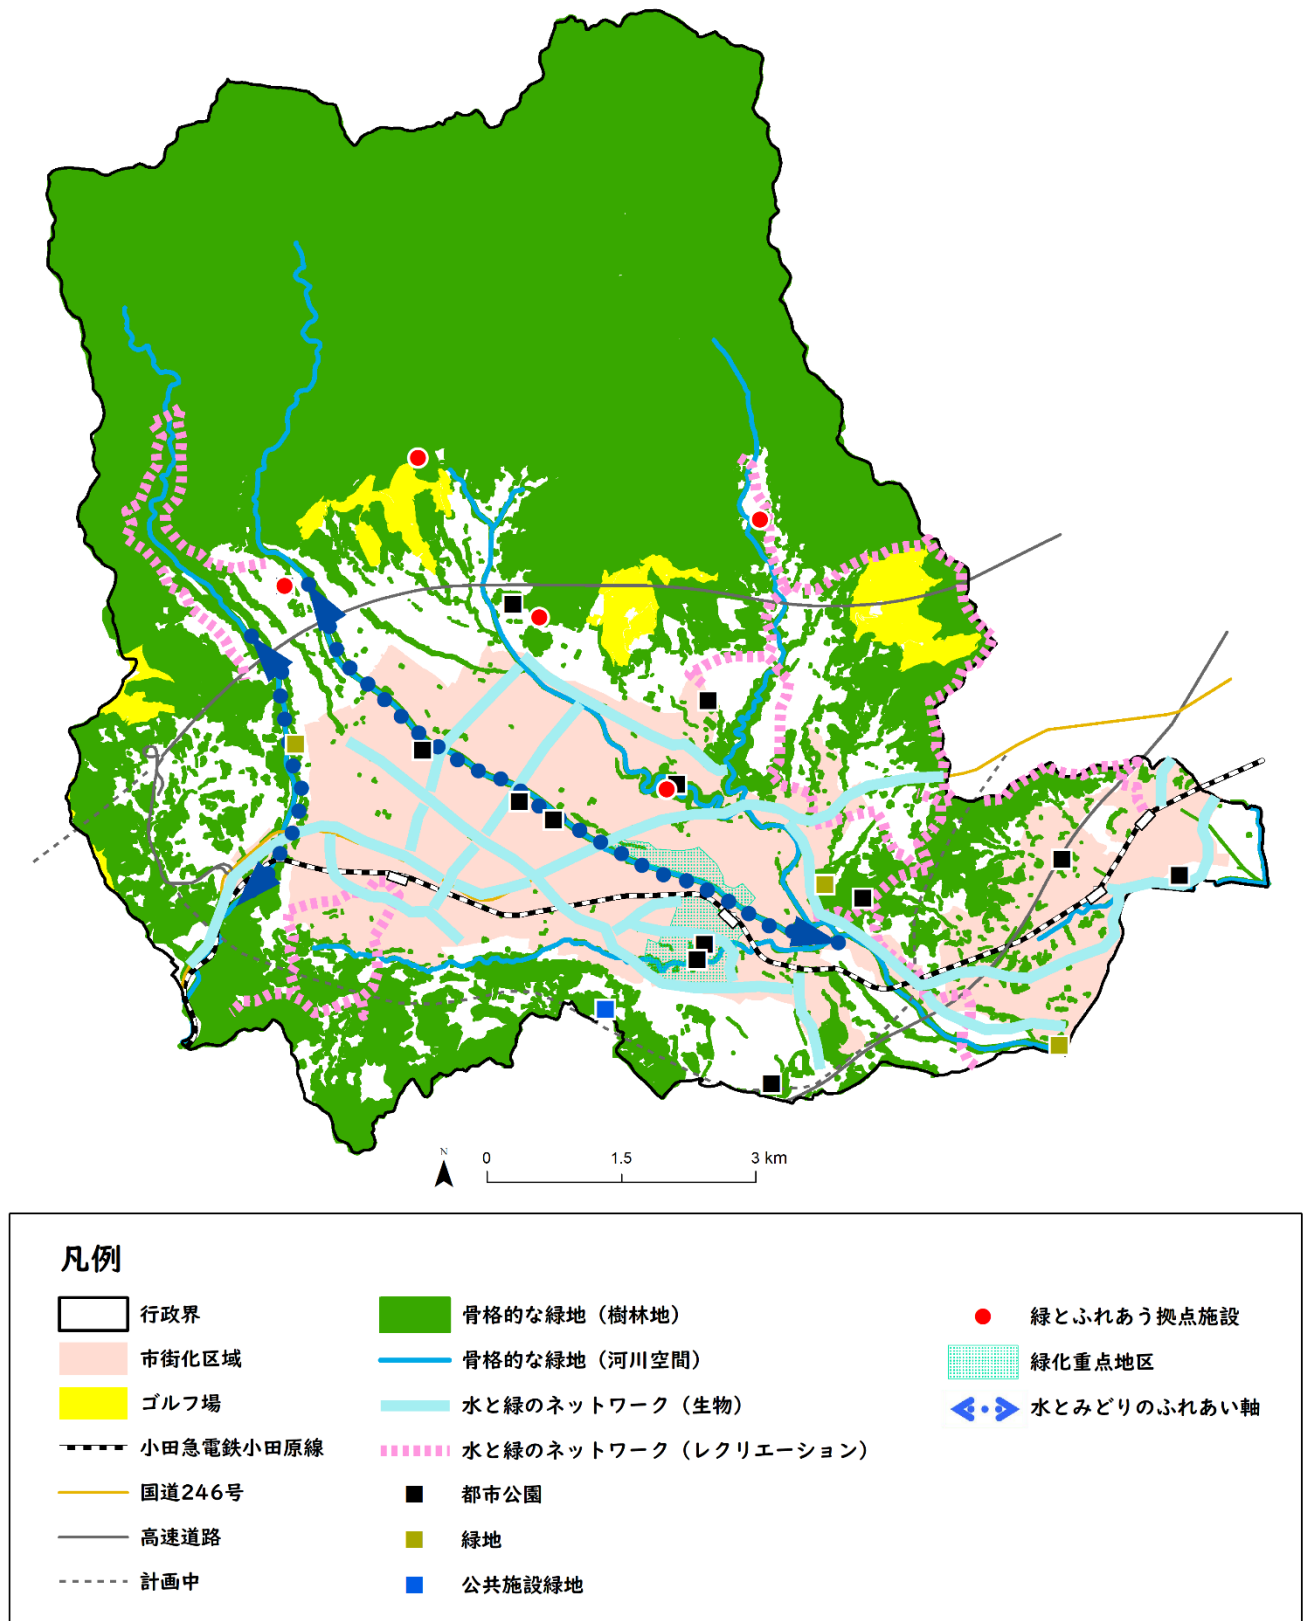 N
0 1.5 3 km
凡例
行政界
市街化区域
ゴルフ場
小田急電鉄小田原線
国道246号
高速道路
計画中
骨格的な緑地（樹林地）
骨格的な緑地（河川空間）
水と緑のネットワーク（生物）
水と緑のネットワーク（レクリエーション）
都市公園
緑地
公共施設緑地
緑とふれあう拠点施設
緑化重点地区
水とみどりのふれあい軸